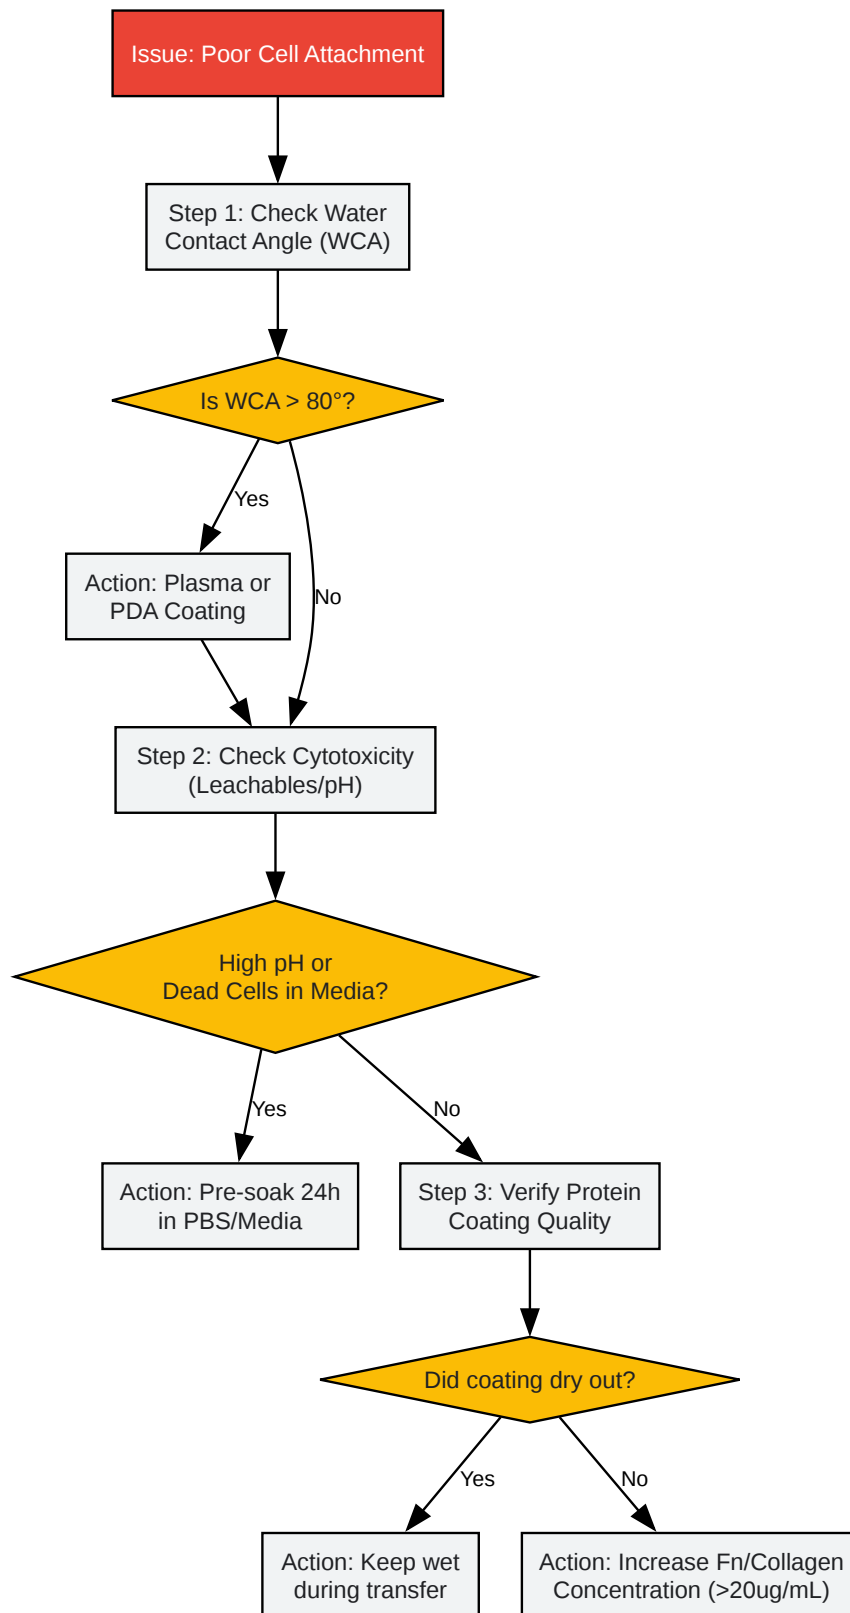 Issue: Poor Cell Attachment
Step 1: Check Water
Contact Angle (WCA)
Is WCA > 80°?
Yes
Action: Plasma or
PDA Coating
No
Step 2: Check Cytotoxicity
(Leachables/pH)
High pH or
Dead Cells in Media?
Yes
No
Action: Pre-soak 24h
in PBS/Media
Step 3: Verify Protein
Coating Quality
Did coating dry out?
Yes
No
Action: Keep wet
during transfer
Action: Increase Fn/Collagen
Concentration (>20ug/mL)